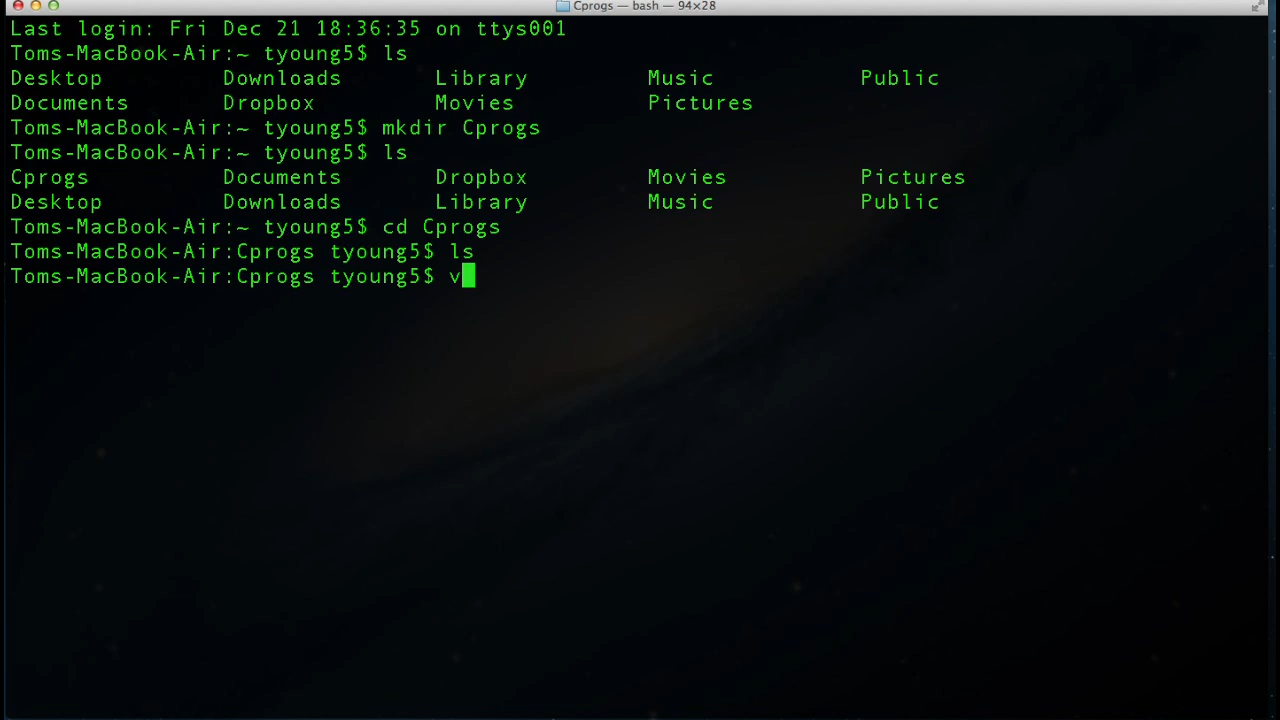 Cprogs — bash — 94×28
Last login: Fri Dec 21 18:36:35 on ttys001
Toms-MacBook-Air:~ tyoung5$ ls
Desktop Downloads Library Music Public
Documents Dropbox Movies Pictures
Toms-MacBook-Air:~ tyoung5$ mkdir Cprogs
Toms-MacBook-Air:~ tyoung5$ ls
Cprogs Documents Dropbox Movies Pictures
Desktop Downloads Library Music Public
Toms-MacBook-Air:~ tyoung5$ cd Cprogs
Toms-MacBook-Air:Cprogs tyoung5$ ls
Toms-MacBook-Air:Cprogs tyoung5$ v